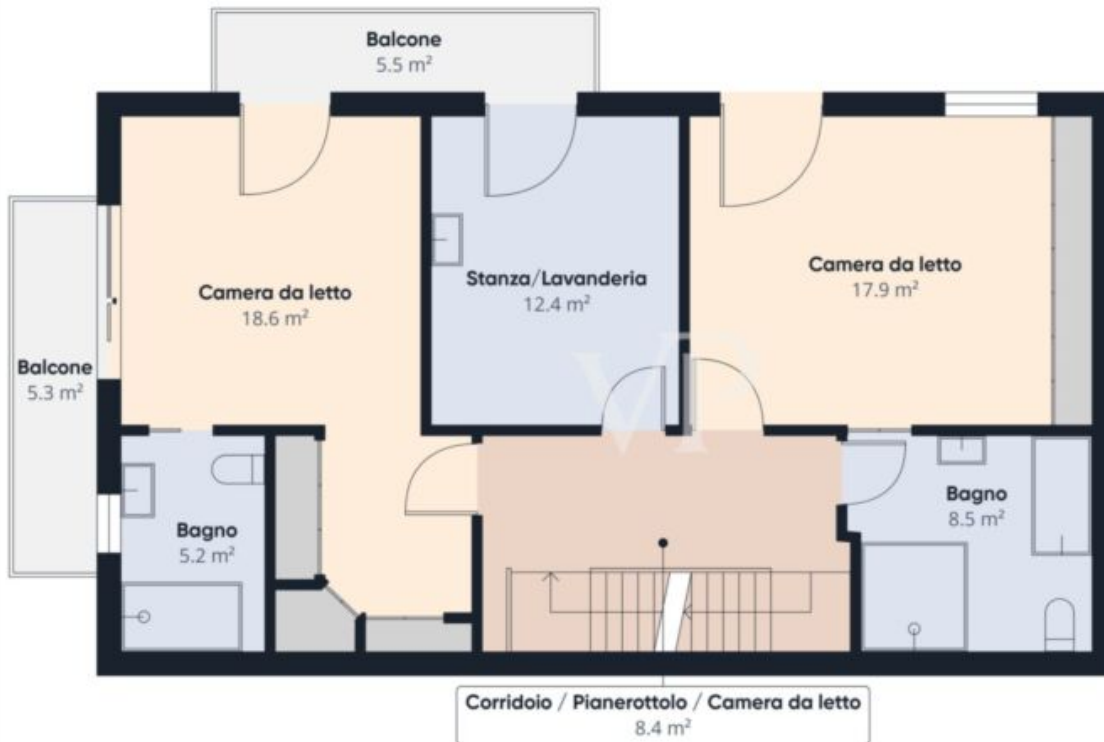 Balcone
5.5 m²
Camera da letto
18.6 m²
Stanza/Lavanderia
12.4 m²
Camera da letto
17.9 m²
Balcone
5.3 m²
Bagno
5.2 m²
Bagno
8.5 m²
VP
Corridoio / Pianerottolo / Camera da letto
8.4 m²